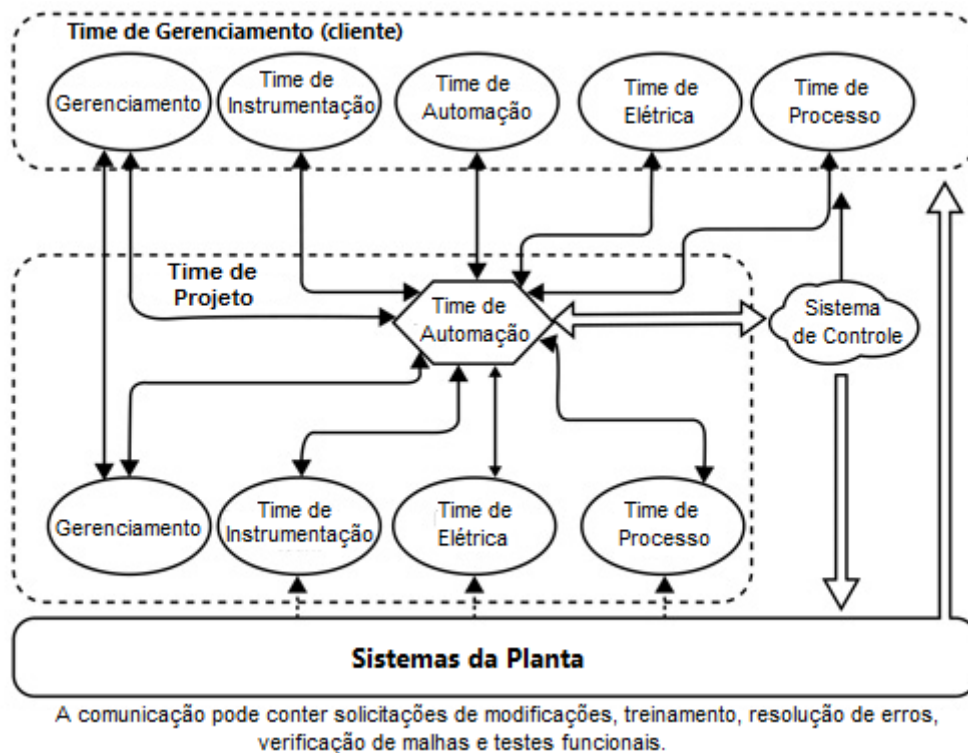 Time de Gerenciamento (cliente)
Gerenciamento
Time de
Instrumentação
Time de
Automação
Time de
Elétrica
Time de
Processo
Time de
Projeto
Time de
Automação
Sistema
de Controle
Gerenciamento
Time de
Instrumentação
Time de
Elétrica
Time de
Processo
Sistemas da Planta
A comunicação pode conter solicitações de modificações, treinamento, resolução de erros,
verificação de malhas e testes funcionais.